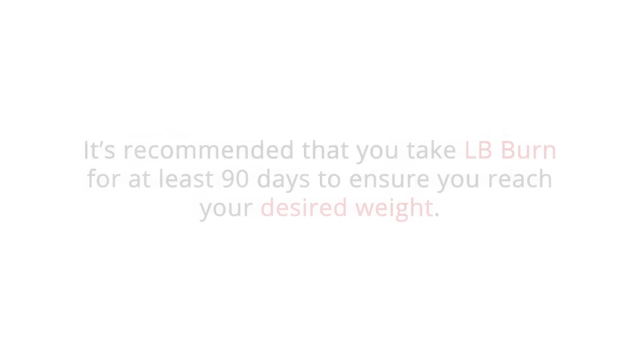 It’s recommended that you take LB Burn
for at least 90 days to ensure you reach
your desired weight.